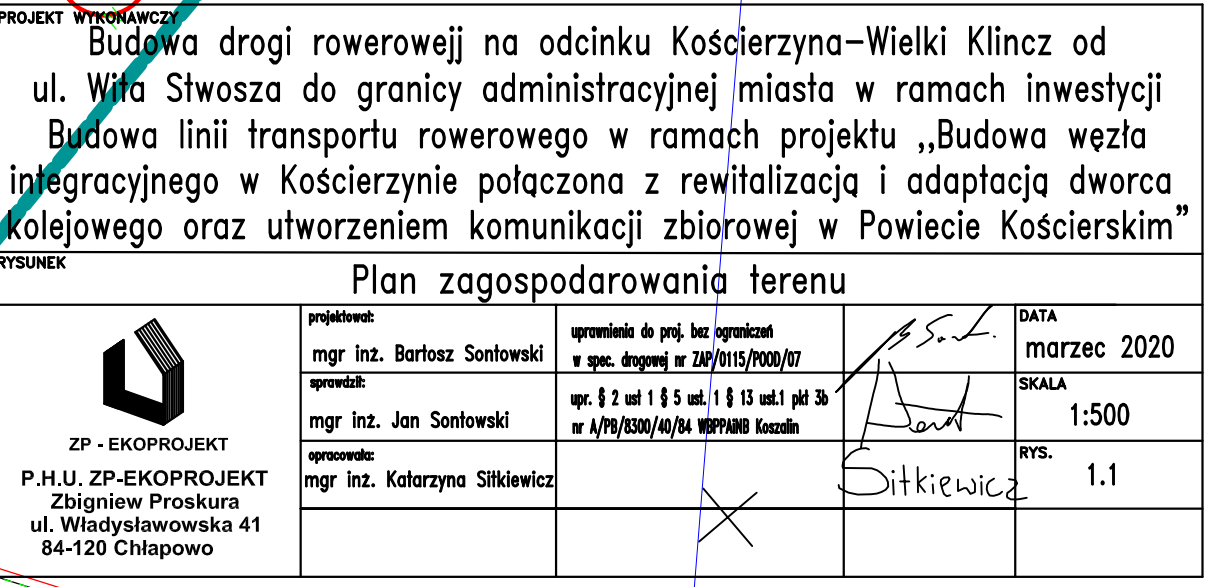 PROJEKT WYKONAWCZY
Budowa drogi rowerowejj na odcinku Kościerzyna-Wielki Klincz od
ul. Wita Stwosza do granicy administracyjnej miasta w ramach inwestycji
Budowa linii transportu rowerowego w ramach projektu ,,Budowa węzła
integracyjnego w Kościerzynie połączona z rewitalizacją i adaptacją dworca
kolejowego oraz utworzeniem komunikacji zbiorowej w Powiecie Kościerskim”
RYSUNEK
Plan zagospodarowania terenu
ZP - EKOPROJEKT
P.H.U. ZP-EKOPROJEKT
Zbigniew Proskura
ul. Władysławowska 41
84-120 Chłapowo
projektował:
mgr inż. Bartosz Sontowski
uprawnienia do proj. bez ograniczeń
w spec. drogowej nr ZAP/0115/POOD/07
DATA
marzec 2020
sprawdził:
mgr inż. Jan Sontowski
upr. § 2 ust 1 § 5 ust. 1 § 13 ust.1 pkt 3b
nr A/PB/8300/40/84 WBPPAiNB Koszalin
SKALA
1:500
opracowała:
mgr inż. Katarzyna Sitkiewicz
Sitkiewicz
RYS.
1.1